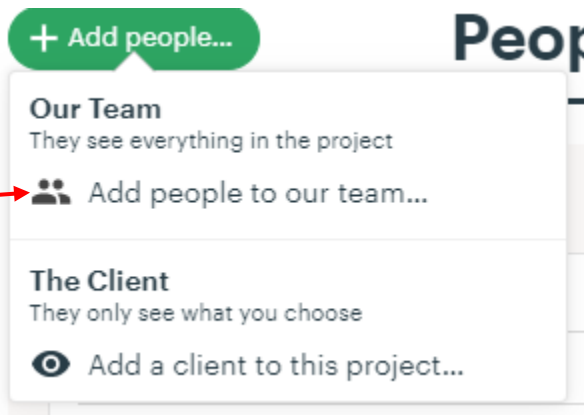 + Add people...
Our Team
They see everything in the project
Add people to our team...
The Client
They only see what you choose
Add a client to this project...